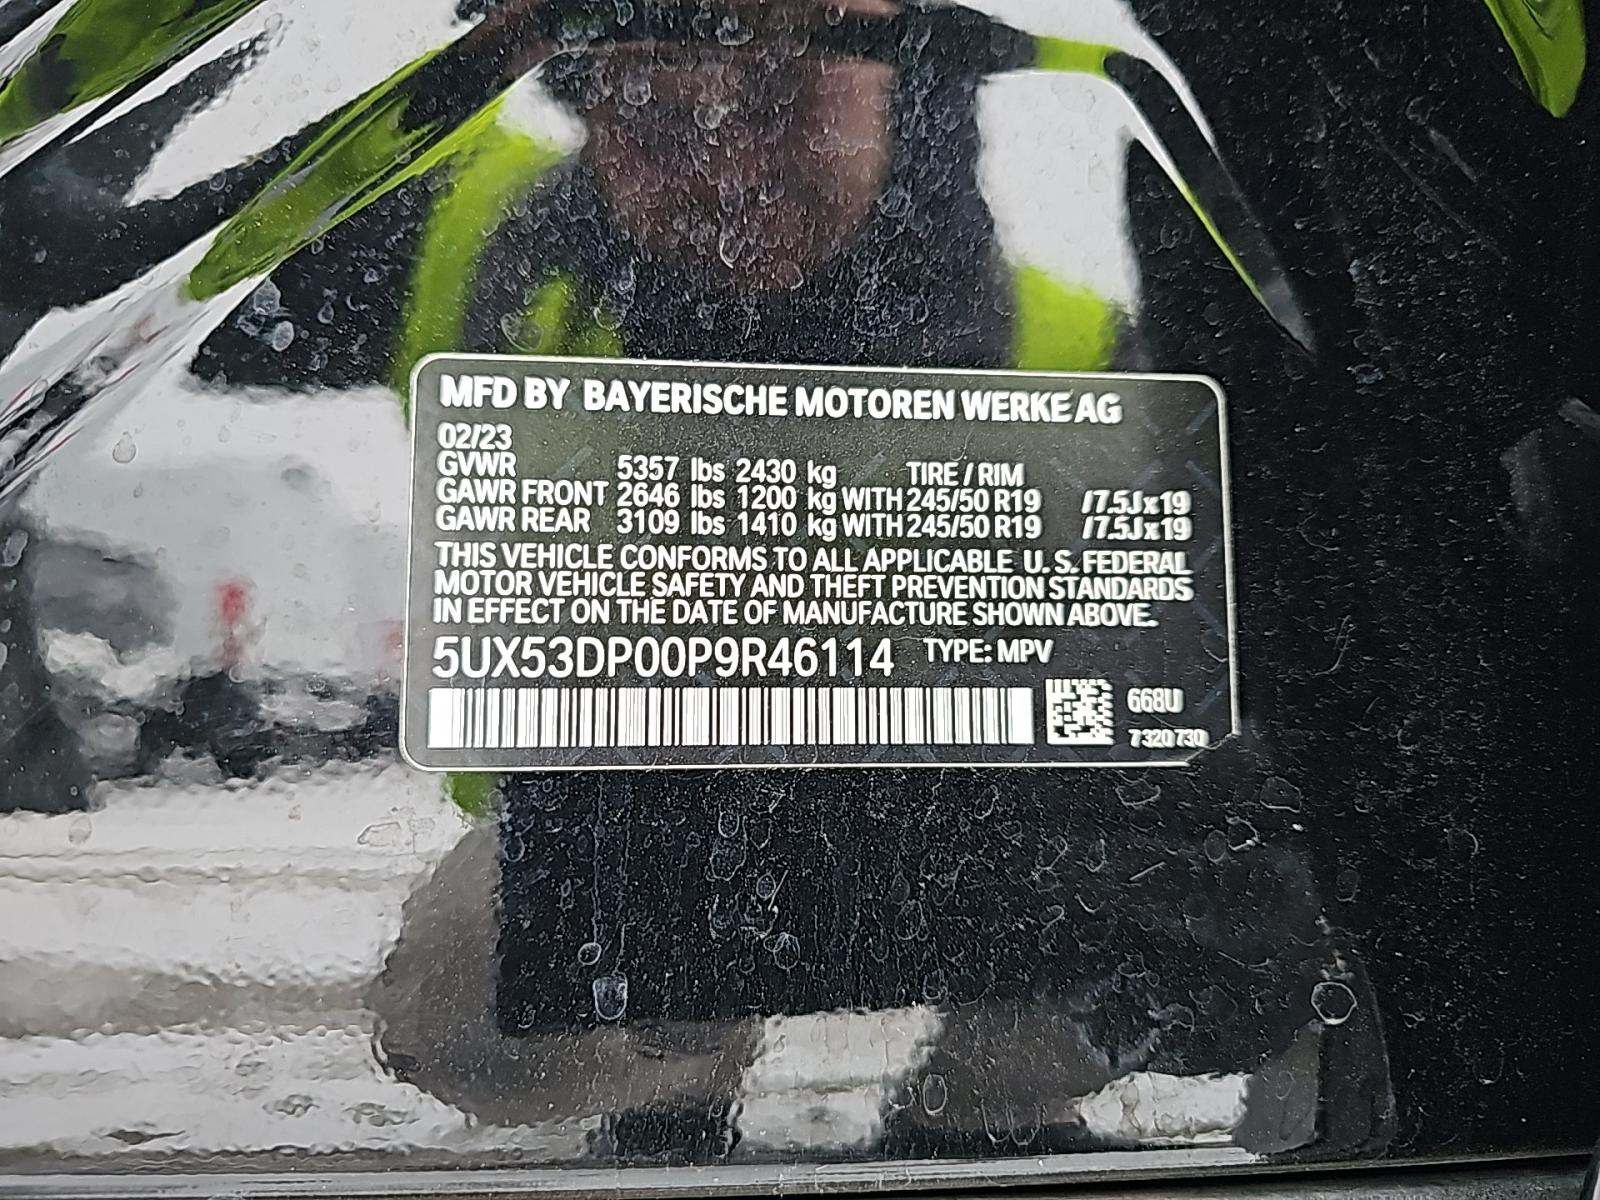 MFD BY BAYERISCHE MOTOREN WERKE AG
02/23
GVWR 5357 lbs 2430 kg TIRE / RIM
GAWR FRONT 2646 lbs 1200 kg WITH 245/50 R19 /7.5Jx19
GAWR REAR 3109 lbs 1410 kg WITH 245/50 R19 /7.5Jx19
THIS VEHICLE CONFORMS TO ALL APPLICABLE U.S. FEDERAL
MOTOR VEHICLE SAFETY AND THEFT PREVENTION STANDARDS
IN EFFECT ON THE DATE OF MANUFACTURE SHOWN ABOVE.
5UX53DP00P9R46114 TYPE: MPV
668U
7320730